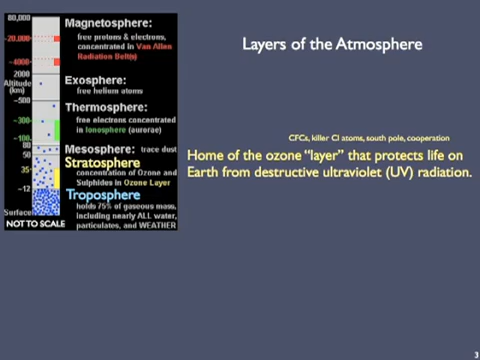 Layers of the Atmosphere
80,000
~20,000
~4000
2000
Altitude
(km)
~500
~300
~100
80
50
35
~12
Surface
NOT TO SCALE
Magnetosphere:
free protons & electrons,
concentrated in Van Allen
Radiation Belt(s)
Exosphere:
free helium atoms
Thermosphere:
free electrons concentrated
in Ionosphere (aurorae)
Mesosphere: trace dust
Stratosphere
concentration of Ozone and
Sulphides in Ozone Layer
Troposphere
holds 75% of gaseous mass,
including nearly ALL water,
particulates, and WEATHER
CFCs, killer Cl atoms, south pole, cooperation
Home of the ozone “layer” that protects life on
Earth from destructive ultraviolet (UV) radiation.
3